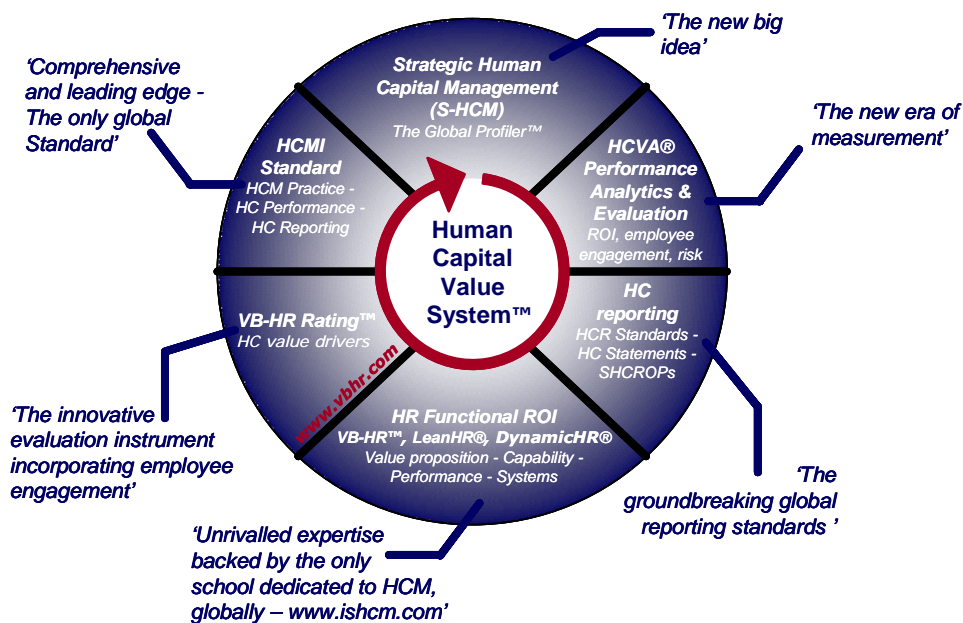 ‘The new big
idea’
Strategic Human
Capital Management
(S-HCM)
The Global Profiler™
‘Comprehensive
and leading edge -
The only global
Standard’
‘The new era of
measurement’
HCMI
Standard
HCM Practice -
HC Performance -
HC Reporting
HCVA®
Performance
Analytics &
Evaluation
ROI, employee
engagement, risk
Human
Capital
Value
System™
VB-HR Rating™
HC value drivers
HC
reporting
HCR Standards -
HC Statements -
SHCROPs
www.vbhr.com
HR Functional ROI
VB-HR™, LeanHR®, DynamicHR®
Value proposition - Capability -
Performance - Systems
‘The innovative
evaluation instrument
incorporating employee
engagement’
‘The
groundbreaking global
reporting standards ’
‘Unrivalled expertise
backed by the only
school dedicated to HCM,
globally – www.ishcm.com’